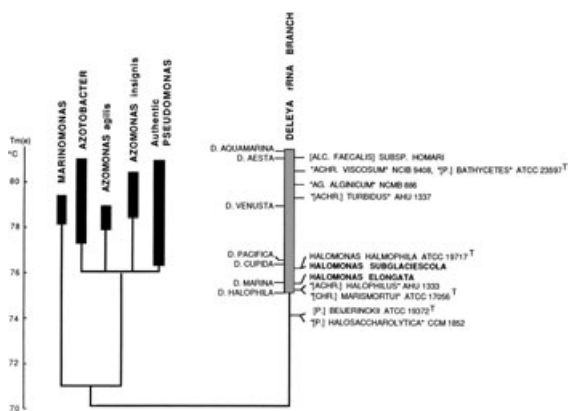 MARINOMONAS
AZOTOBACTER
AZOMONAS agilis
AZOMONAS insignis
Authentic
PSEUDOMONAS
DELEYA rRNA BRANCH
Tm(e)
°C
80
78
76
74
72
70
D. AQUAMARINA
D. AESTA
D. VENUSTA
D. PACIFICA
D. CUPIDA
D. MARINA
D. HALOPHILA
[ALC. FAECALIS] SUBSP. HOMARI
"ACHR. VISCOSUM" NCIB 9408, "[P.] BATHYCETES" ATCC 23597T
"AG. ALGINICUM" NCMB 886
"[ACHR.] TURBIDUS" AHU 1337
HALOMONAS HALMOPHILA ATCC 19717T
HALOMONAS SUBGLACIESCOLA
HALOMONAS ELONGATA
"[ACHR.] HALOPHILUS" AHU 1333
"[CHR.] MARISMORTUI" ATCC 17056T
[P.] BEIJERINCKII ATCC 19372T
"[P.] HALOSACCHAROLYTICA" CCM 1852